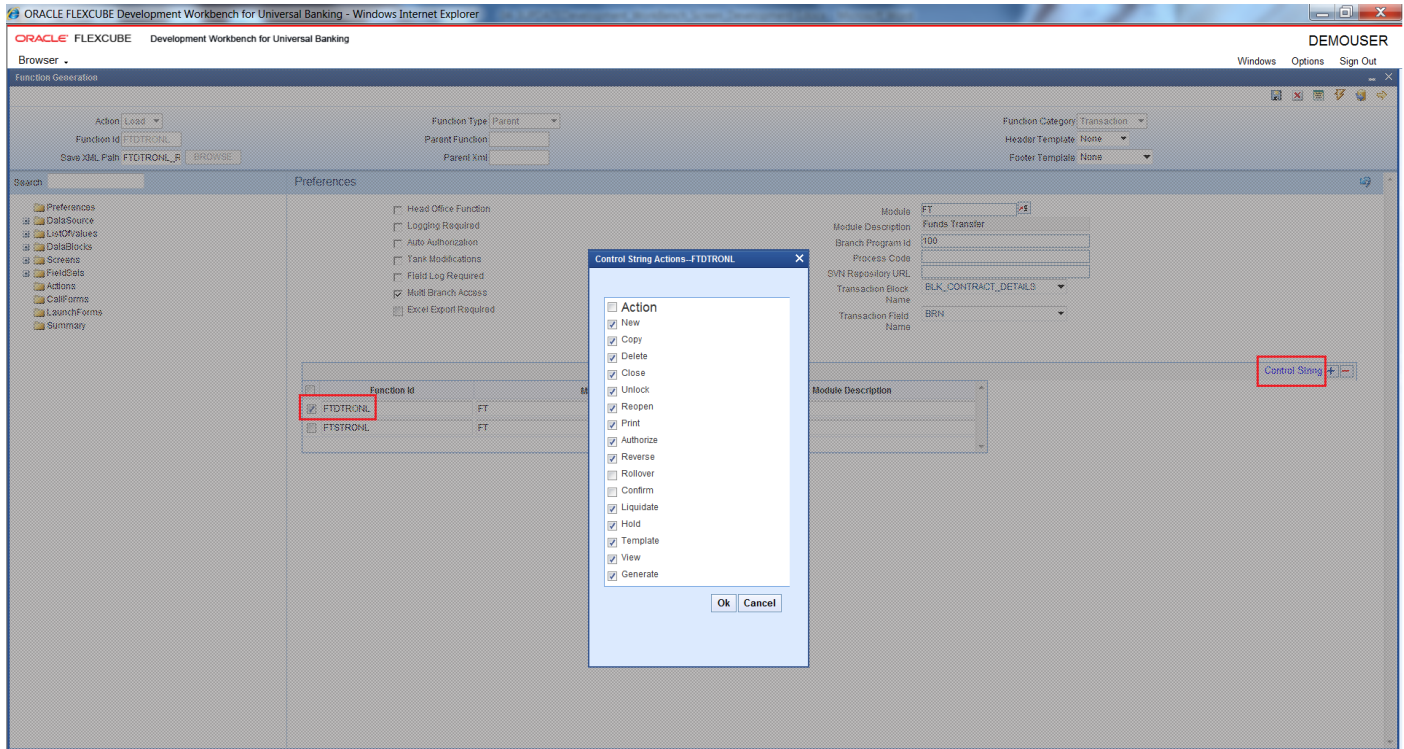 ORACLE FLEXCUBE Development Workbench for Universal Banking - Windows Internet Explorer
ORACLE FLEXCUBE Development Workbench for Universal Banking DEMOUSER
Browser Windows Options Sign Out
Function Generation
Action Load Function Type Parent Function Category Transaction
Function Id FTDTRONL Parent Function Header Template None
Save XML Path FTDTRONL_R BROWSE Parent Xml Footer Template None
Search Preferences
Preferences
DataSource
ListOfValues
DataBlocks
Screens
FieldSets
Actions
CallForms
LaunchForms
Summary
Head Office Function
Logging Required
Auto Authorization
Tank Modifications
Field Log Required
Multi Branch Access
Excel Export Required
Module FT
Module Description Funds Transfer
Branch Program Id 100
Process Code
SVN Repository URL
Transaction Block Name BLK_CONTRACT_DETAILS
Transaction Field Name BRN
Control String + −
Function Id M Module Description
FTDTRONL FT
FTSTRONL FT
Control String Actions--FTDTRONL X
Action
New
Copy
Delete
Close
Unlock
Reopen
Print
Authorize
Reverse
Rollover
Confirm
Liquidate
Hold
Template
View
Generate
Ok Cancel